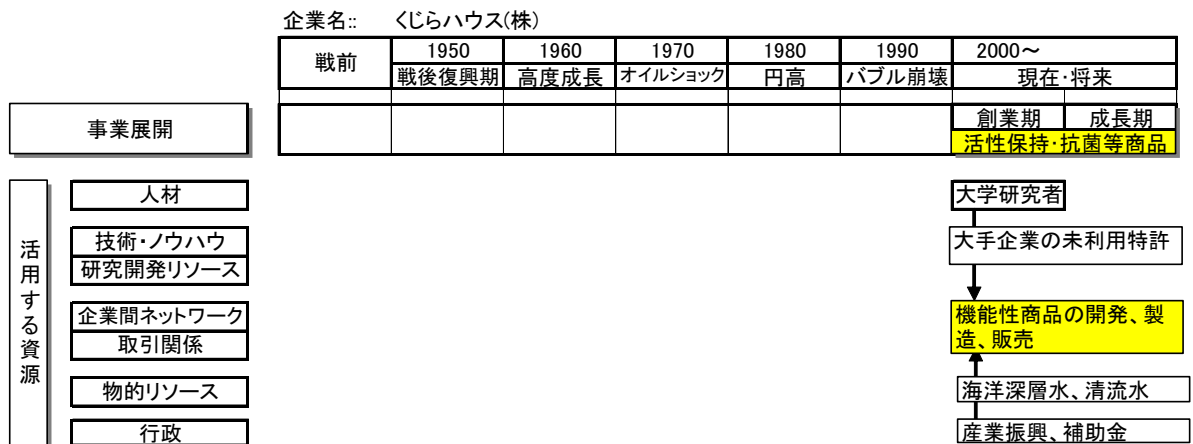 企業名:: くじらハウス(株)
戦前 1950 1960 1970 1980 1990 2000～
戦後復興期 高度成長 オイルショック 円高 バブル崩壊 現在・将来
事業展開 創業期 成長期
活性保持・抗菌等商品
活用する資源
人材 大学研究者
技術・ノウハウ 大手企業の未利用特許
研究開発リソース
企業間ネットワーク 機能性商品の開発、製
取引関係 造、販売
物的リソース 海洋深層水、清流水
行政 産業振興、補助金